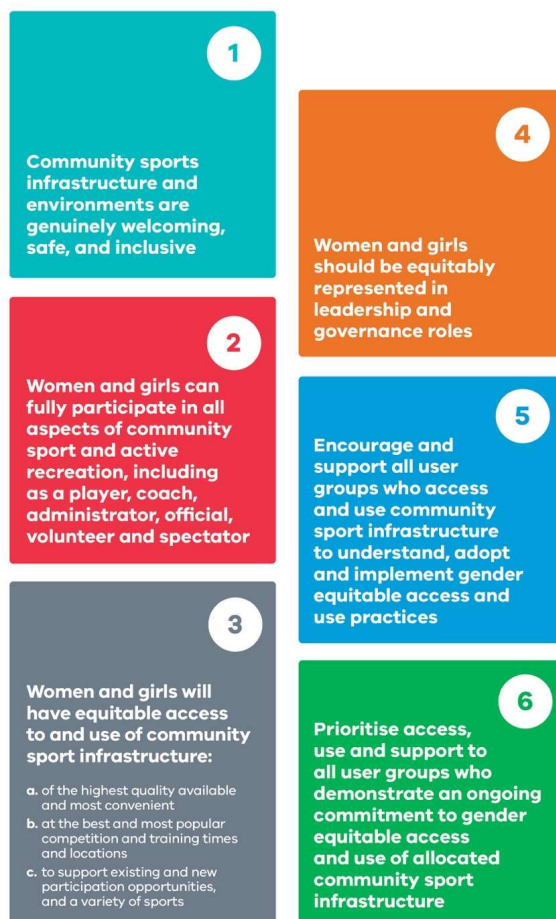 1
Community sports
infrastructure and
environments are
genuinely welcoming,
safe, and inclusive
2
Women and girls can
fully participate in all
aspects of community
sport and active
recreation, including
as a player, coach,
administrator, official,
volunteer and spectator
3
Women and girls will
have equitable access
to and use of community
sport infrastructure:
a. of the highest quality available
and most convenient
b. at the best and most popular
competition and training times
and locations
c. to support existing and new
participation opportunities,
and a variety of sports
4
Women and girls
should be equitably
represented in
leadership and
governance roles
5
Encourage and
support all user
groups who access
and use community
sport infrastructure
to understand, adopt
and implement gender
equitable access and
use practices
6
Prioritise access,
use and support to
all user groups who
demonstrate an ongoing
commitment to gender
equitable access
and use of allocated
community sport
infrastructure